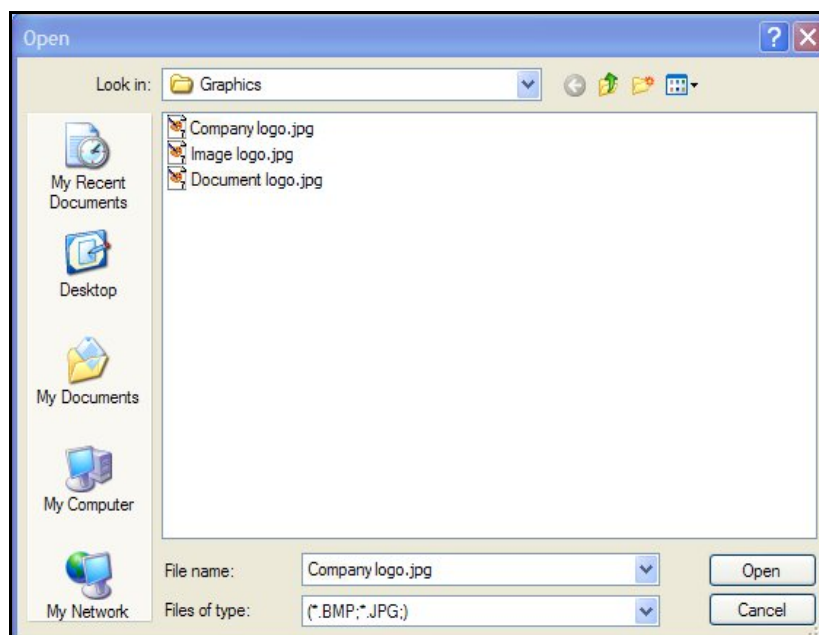 Open
Look in: Graphics
Company logo.jpg
Image logo.jpg
Document logo.jpg
My Recent
Documents
Desktop
My Documents
My Computer
My Network
File name: Company logo.jpg Open
Files of type: (*.BMP;*.JPG;) Cancel